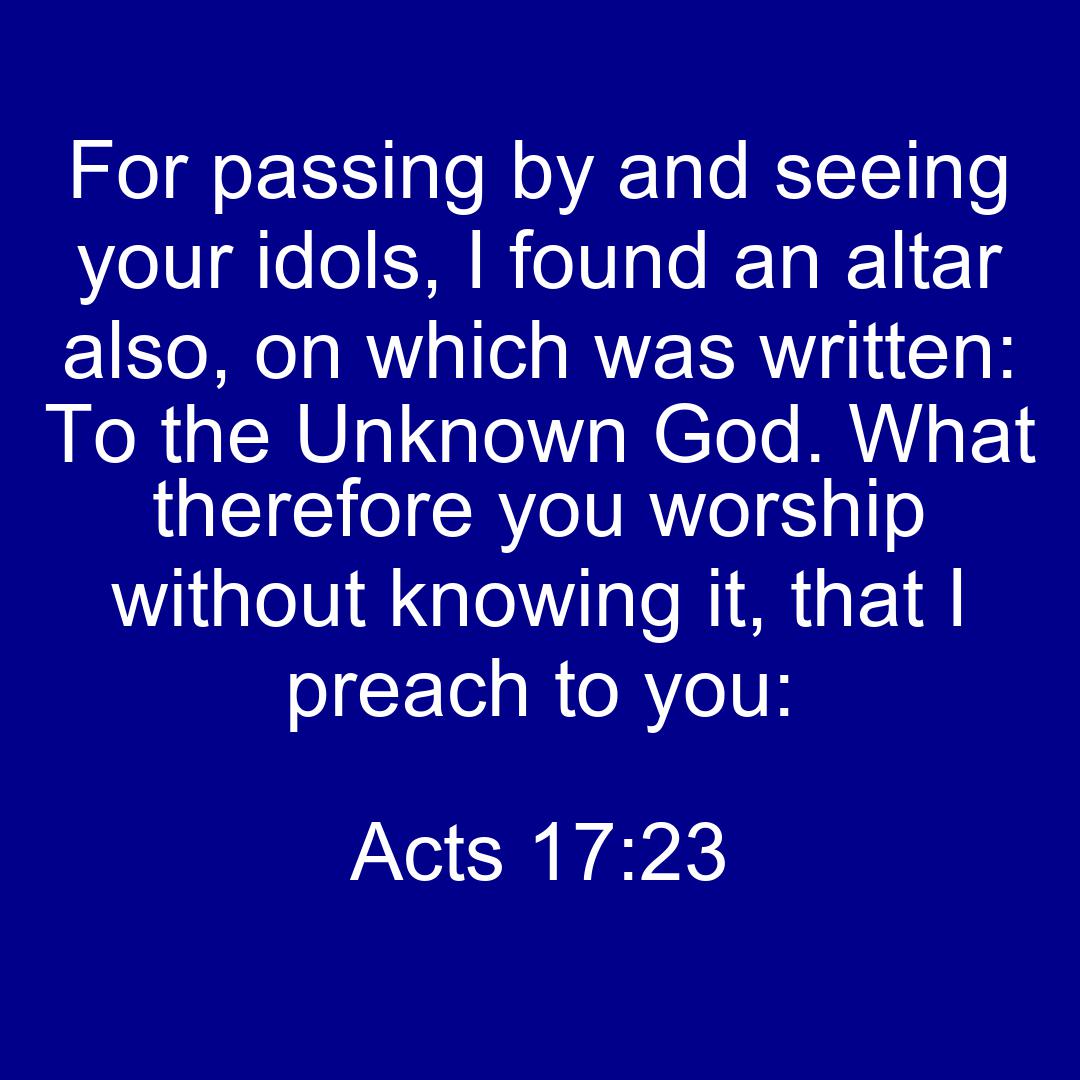 For passing by and seeing
your idols, I found an altar
also, on which was written:
To the Unknown God. What
therefore you worship
without knowing it, that I
preach to you:
Acts 17:23